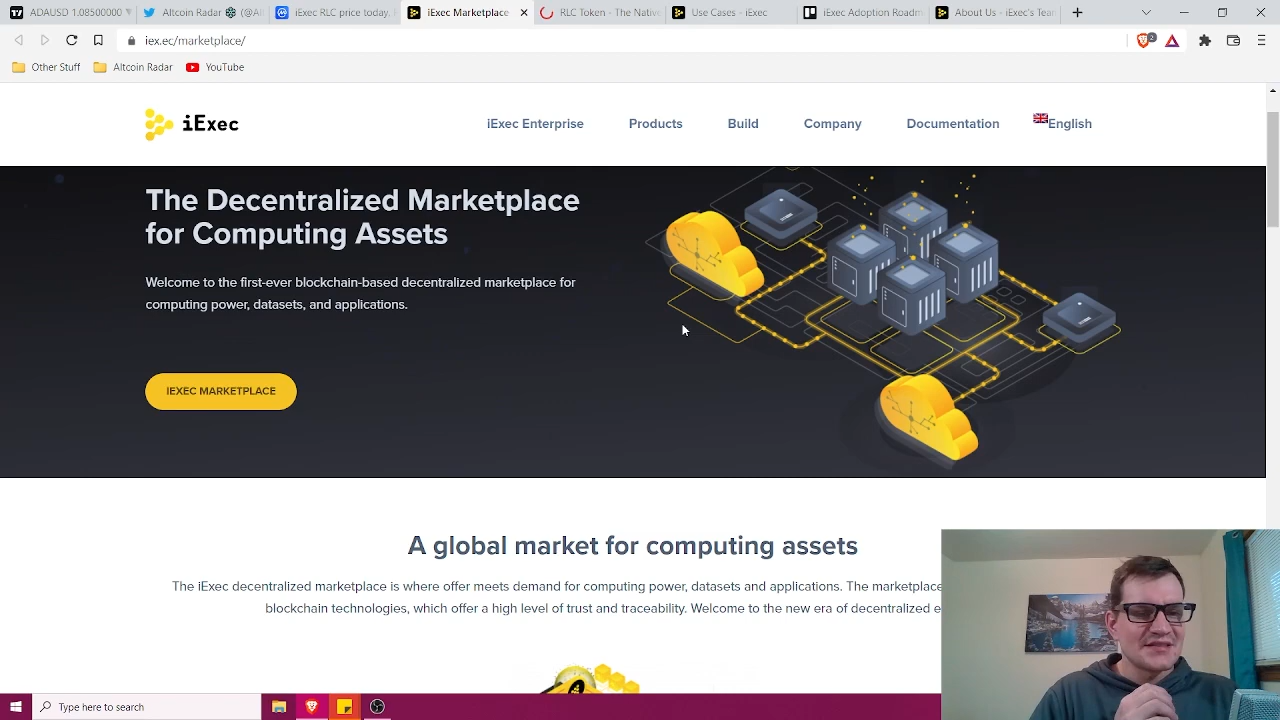 ADAUSD 1.08500000
Altcoin Radar
iExec RLC price today,
iExec Marketplace
RLC Token - The Native
Use Cases - iExec
iExec Adoption Roadm
About Us - iExec's Team
iex.ec/marketplace/
2
Other Stuff
Altcoin Radar
YouTube
iExec
iExec Enterprise
Products
Build
Company
Documentation
English
The Decentralized Marketplace
for Computing Assets
Welcome to the first-ever blockchain-based decentralized marketplace for
computing power, datasets, and applications.
IEXEC MARKETPLACE
A global market for computing assets
The iExec decentralized marketplace is where offer meets demand for computing power, datasets and applications. The marketplace
blockchain technologies, which offer a high level of trust and traceability. Welcome to the new era of decentralized
Type here to search